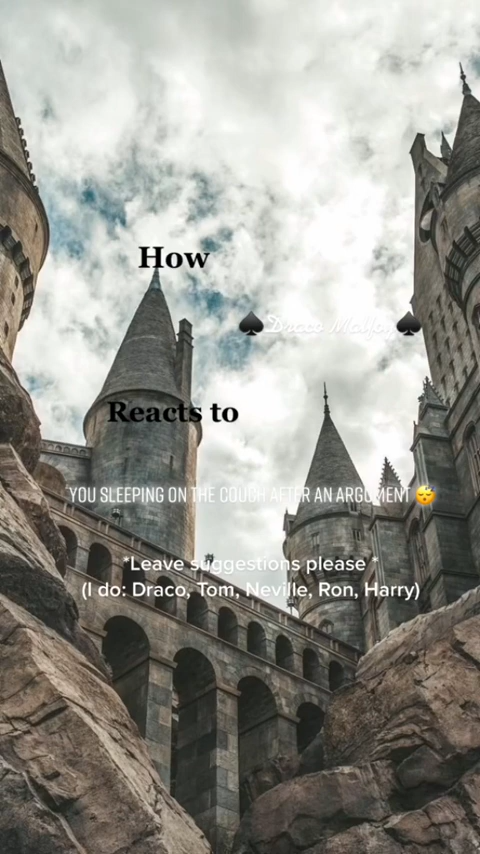 How
♠Draco Malfoy♠
Reacts to
YOU SLEEPING ON THE COUCH AFTER AN ARGUMENT😴
*Leave suggestions please *
(I do: Draco, Tom, Neville, Ron, Harry)